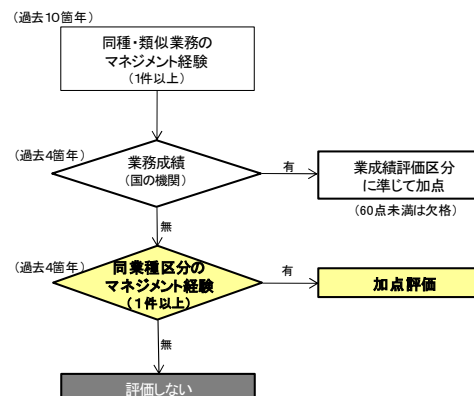 （過去10箇年）
同種・類似業務の
マネジメント経験
（1件以上）
（過去4箇年）
業務成績
（国の機関）
有
業成績評価区分
に準じて加点
（60点未満は欠格）
無
（過去4箇年）
同業種区分の
マネジメント経験
（１件以上）
有
加点評価
無
評価しない